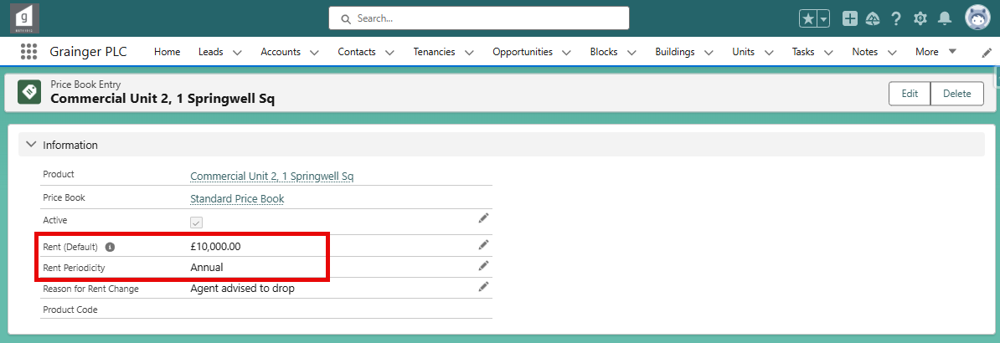 g
Search...
Grainger PLC Home Leads Accounts Contacts Tenancies Opportunities Blocks Buildings Units Tasks Notes More
Price Book Entry
Commercial Unit 2, 1 Springwell Sq
Edit Delete
Information
Product Commercial Unit 2, 1 Springwell Sq
Price Book Standard Price Book
Active
Rent (Default) £10,000.00
Rent Periodicity Annual
Reason for Rent Change Agent advised to drop
Product Code